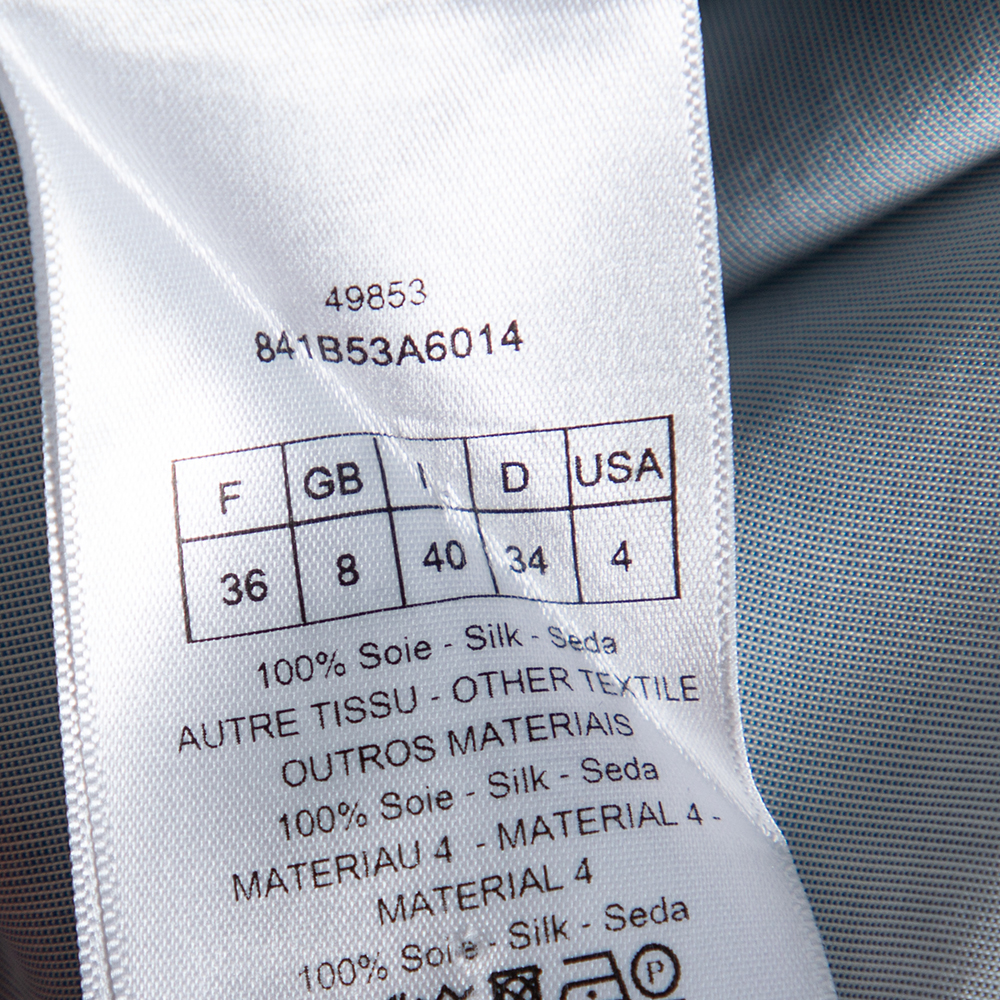 49853
841B53A6014
F GB I D USA
36 8 40 34 4
100% Soie - Silk - Seda
AUTRE TISSU - OTHER TEXTILE
OUTROS MATERIAIS
100% Soie - Silk - Seda
MATERIAU 4 - MATERIAL 4 -
MATERIAL 4
100% Soie - Silk - Seda
P